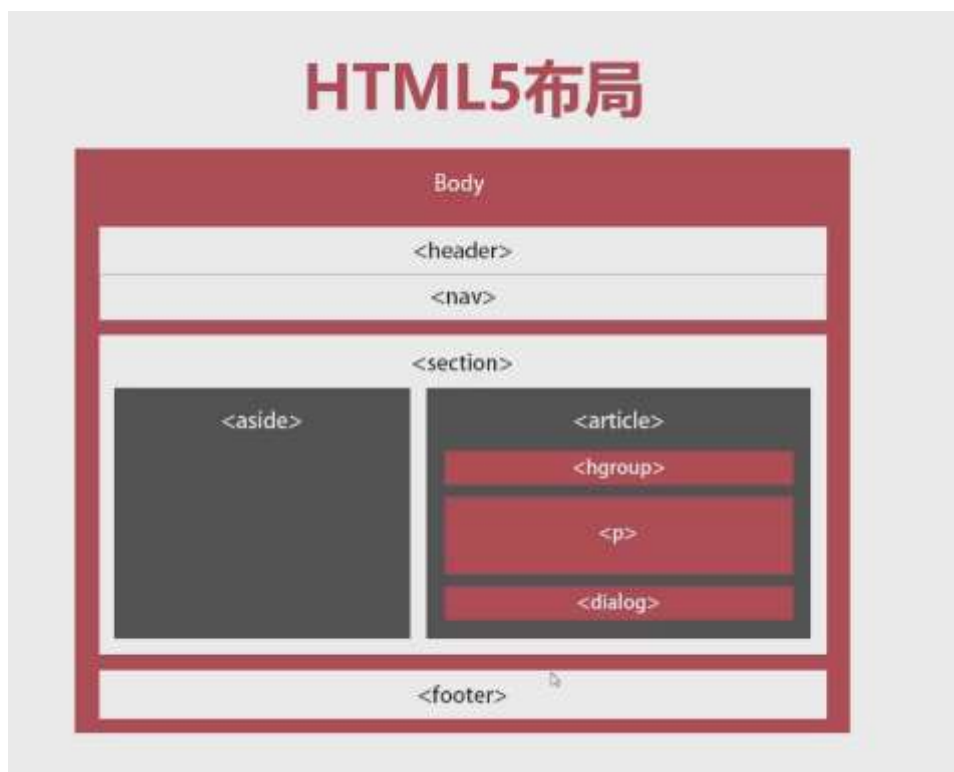 HTML5布局
Body
<header>
<nav>
<section>
<aside>
<article>
<hgroup>
<p>
<dialog>
<footer>